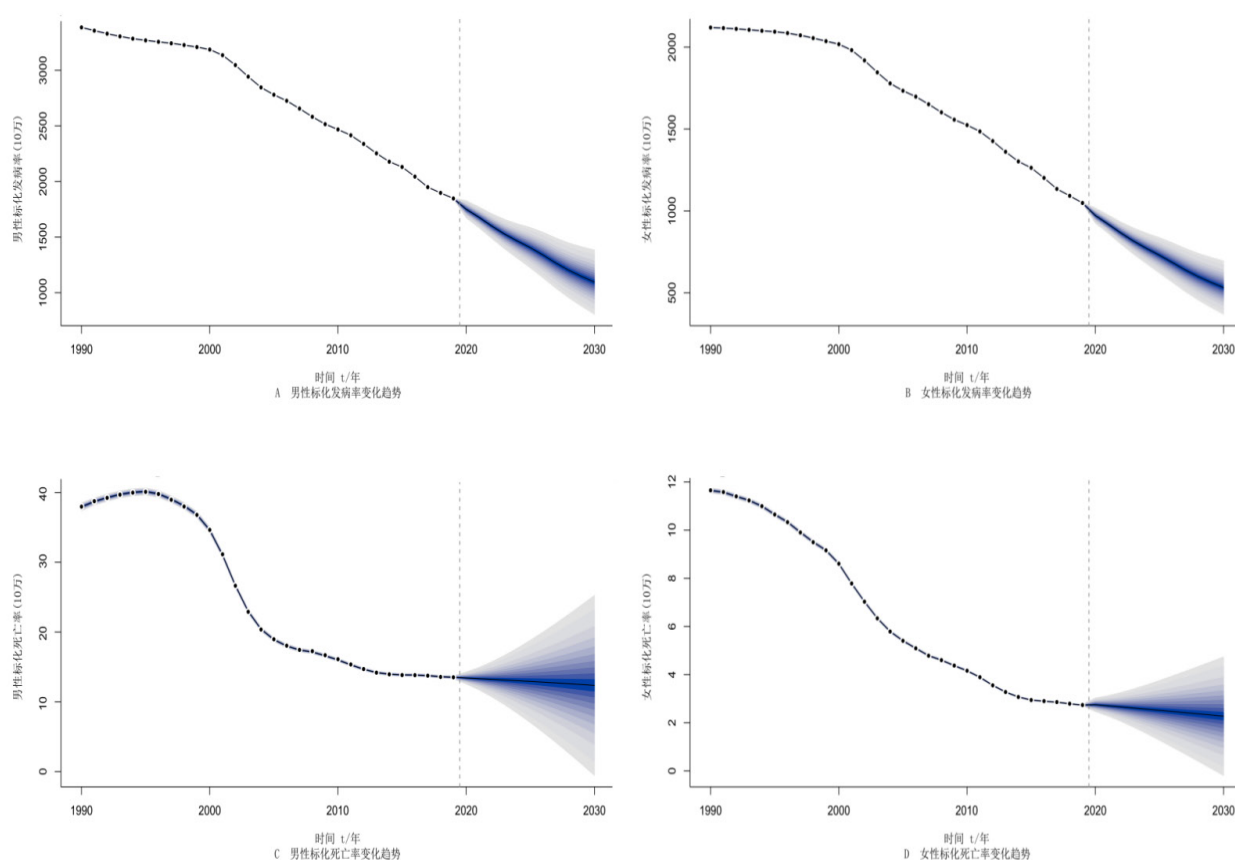 男性标化发病率(10万)
3000
2500
2000
1500
1000
1990 2000 2010 2020 2030
时间 t/年
A 男性标化发病率变化趋势
女性标化发病率(10万)
2000
1500
1000
500
1990 2000 2010 2020 2030
时间 t/年
B 女性标化发病率变化趋势
男性标化死亡率(10万)
40
30
20
10
0
1990 2000 2010 2020 2030
时间 t/年
C 男性标化死亡率变化趋势
女性标化死亡率(10万)
12
10
8
6
4
2
0
1990 2000 2010 2020 2030
时间 t/年
D 女性标化死亡率变化趋势